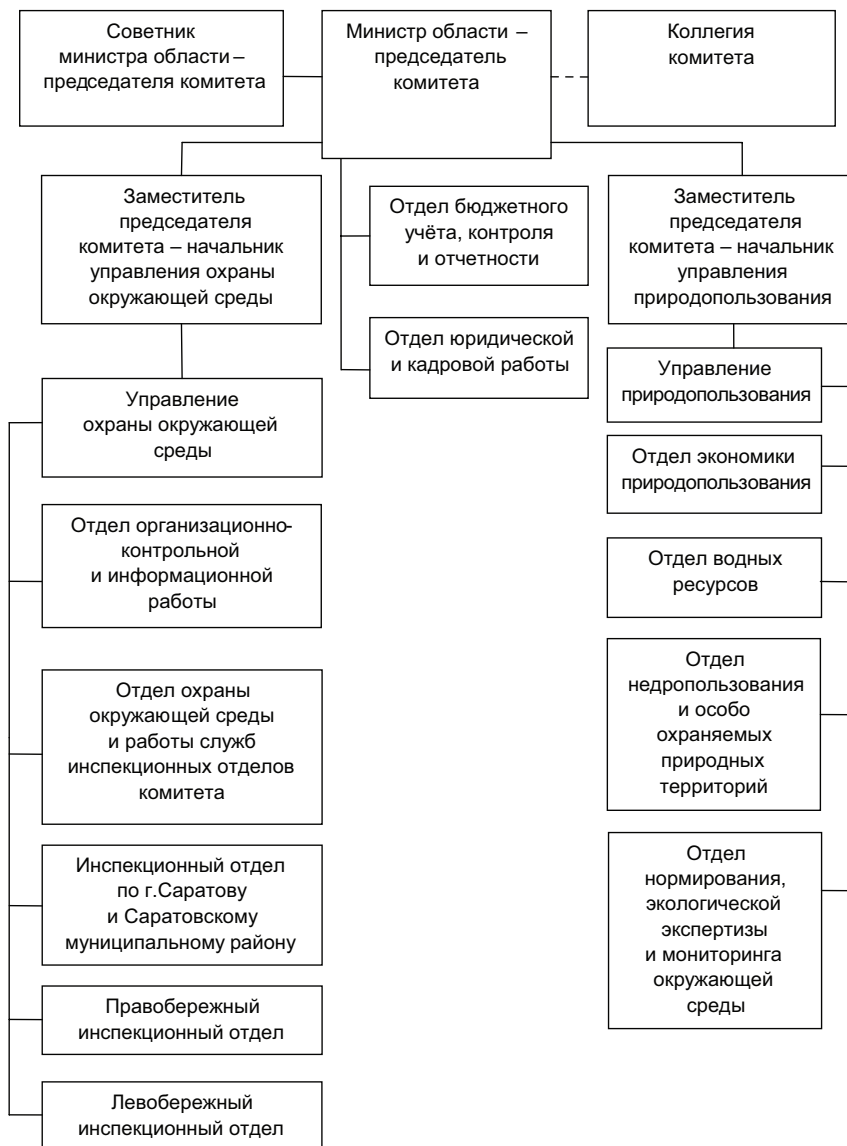 Советник
министра области –
председателя комитета
Министр области –
председатель
комитета
Коллегия
комитета
Заместитель
председателя
комитета – начальник
управления охраны
окружающей среды
Отдел бюджетного
учёта, контроля
и отчетности
Отдел юридической
и кадровой работы
Заместитель
председателя
комитета – начальник
управления
природопользования
Управление
охраны окружающей
среды
Отдел организационно-
контрольной
и информационной
работы
Отдел охраны
окружающей среды
и работы служб
инспекционных отделов
комитета
Инспекционный отдел
по г.Саратову
и Саратовскому
муниципальному району
Правобережный
инспекционный отдел
Левобережный
инспекционный отдел
Управление
природопользования
Отдел экономики
природопользования
Отдел водных
ресурсов
Отдел
недропользования
и особо
охраняемых
природных
территорий
Отдел
нормирования,
экологической
экспертизы
и мониторинга
окружающей
среды